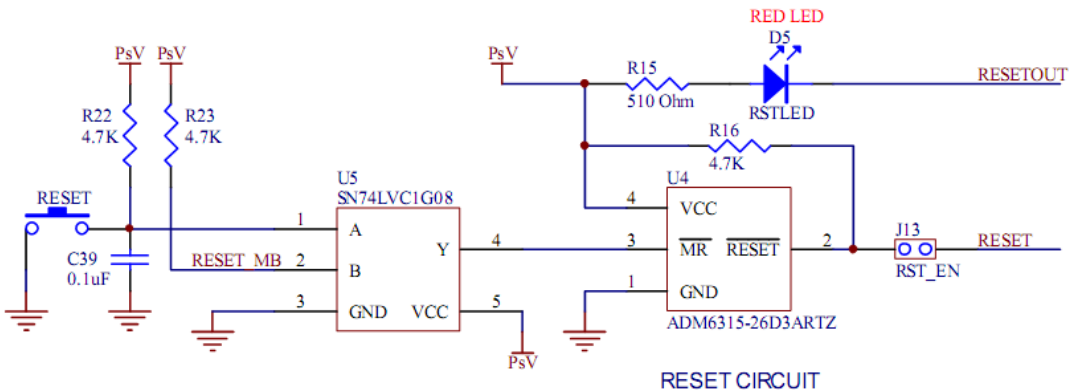 RED LED
D5
PsV
PsV
PsV
R15
510 Ohm
RSTLED
RESETOUT
R22
4.7K
R23
4.7K
R16
4.7K
RESET
U5
SN74LVC1G08
U4
C39
0.1uF
RESET_MB
1
A
2
B
3
GND
Y
4
VCC
5
PsV
4
VCC
3
MR
RESET
2
1
GND
ADM6315-26D3ARTZ
J13
RST_EN
RESET
RESET CIRCUIT